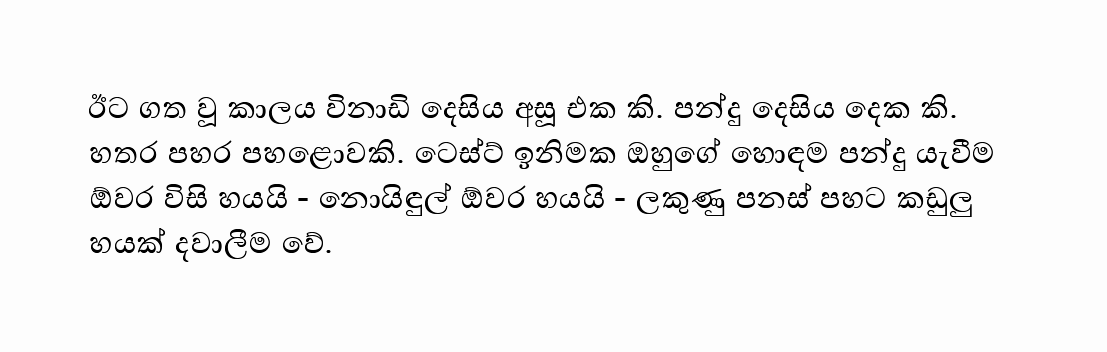 ඊට ගත වූ කාලය විනාඩි දෙසිය අසූ එක කි. පන්දු දෙසිය දෙක කි.
හතර පහර පහළොවකි. ටෙස්ට් ඉනිමක ඔහුගේ හොඳම පන්දු යැවීම
ඕවර විසි හයයි - නොයිඳුල් ඕවර හයයි - ලකුණු පනස් පහට කඩුලු
හයක් දවාලීම වේ.